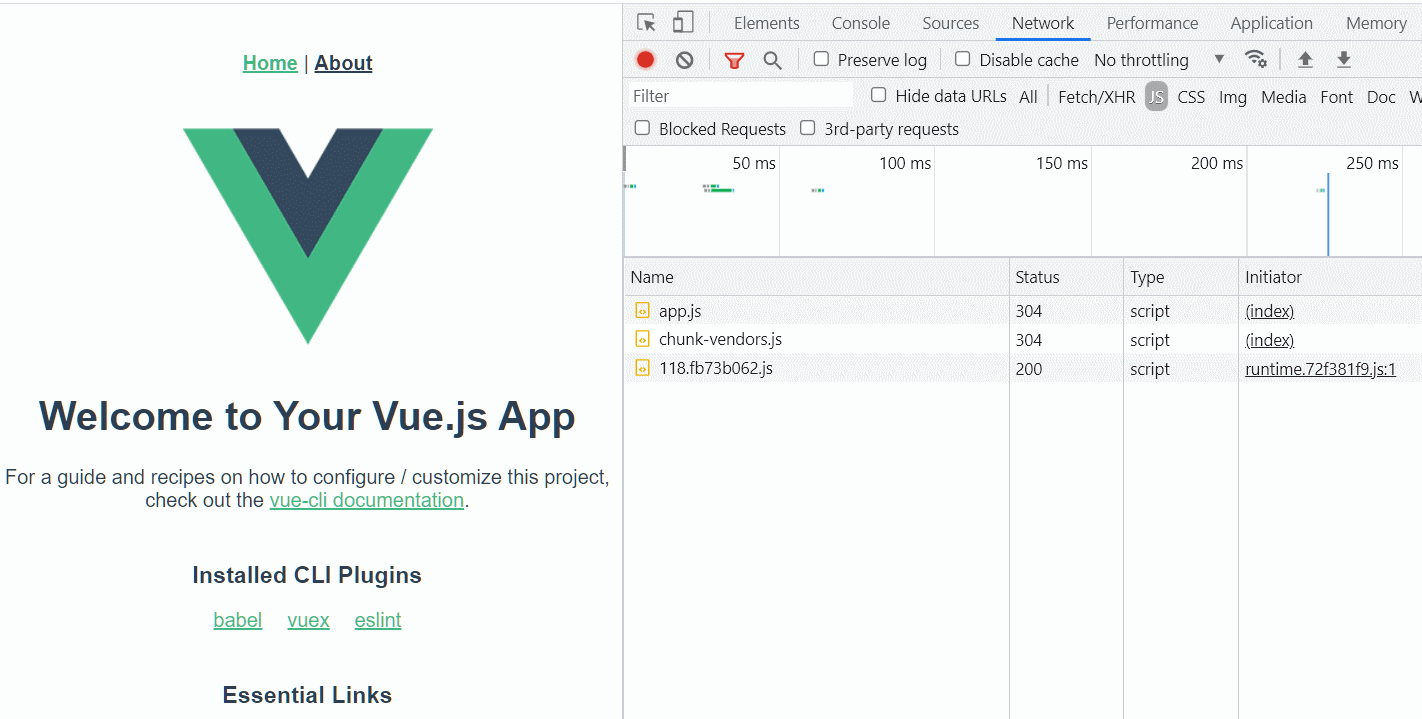 Home | About
Welcome to Your Vue.js App
For a guide and recipes on how to configure / customize this project,
check out the vue-cli documentation.
Installed CLI Plugins
babel vuex eslint
Essential Links
Elements Console Sources Network Performance Application Memory
Preserve log Disable cache No throttling
Filter Hide data URLs All Fetch/XHR JS CSS Img Media Font Doc W
Blocked Requests 3rd-party requests
50 ms 100 ms 150 ms 200 ms 250 ms
Name Status Type Initiator
app.js 304 script (index)
chunk-vendors.js 304 script (index)
118.fb73b062.js 200 script runtime.72f381f9.js:1